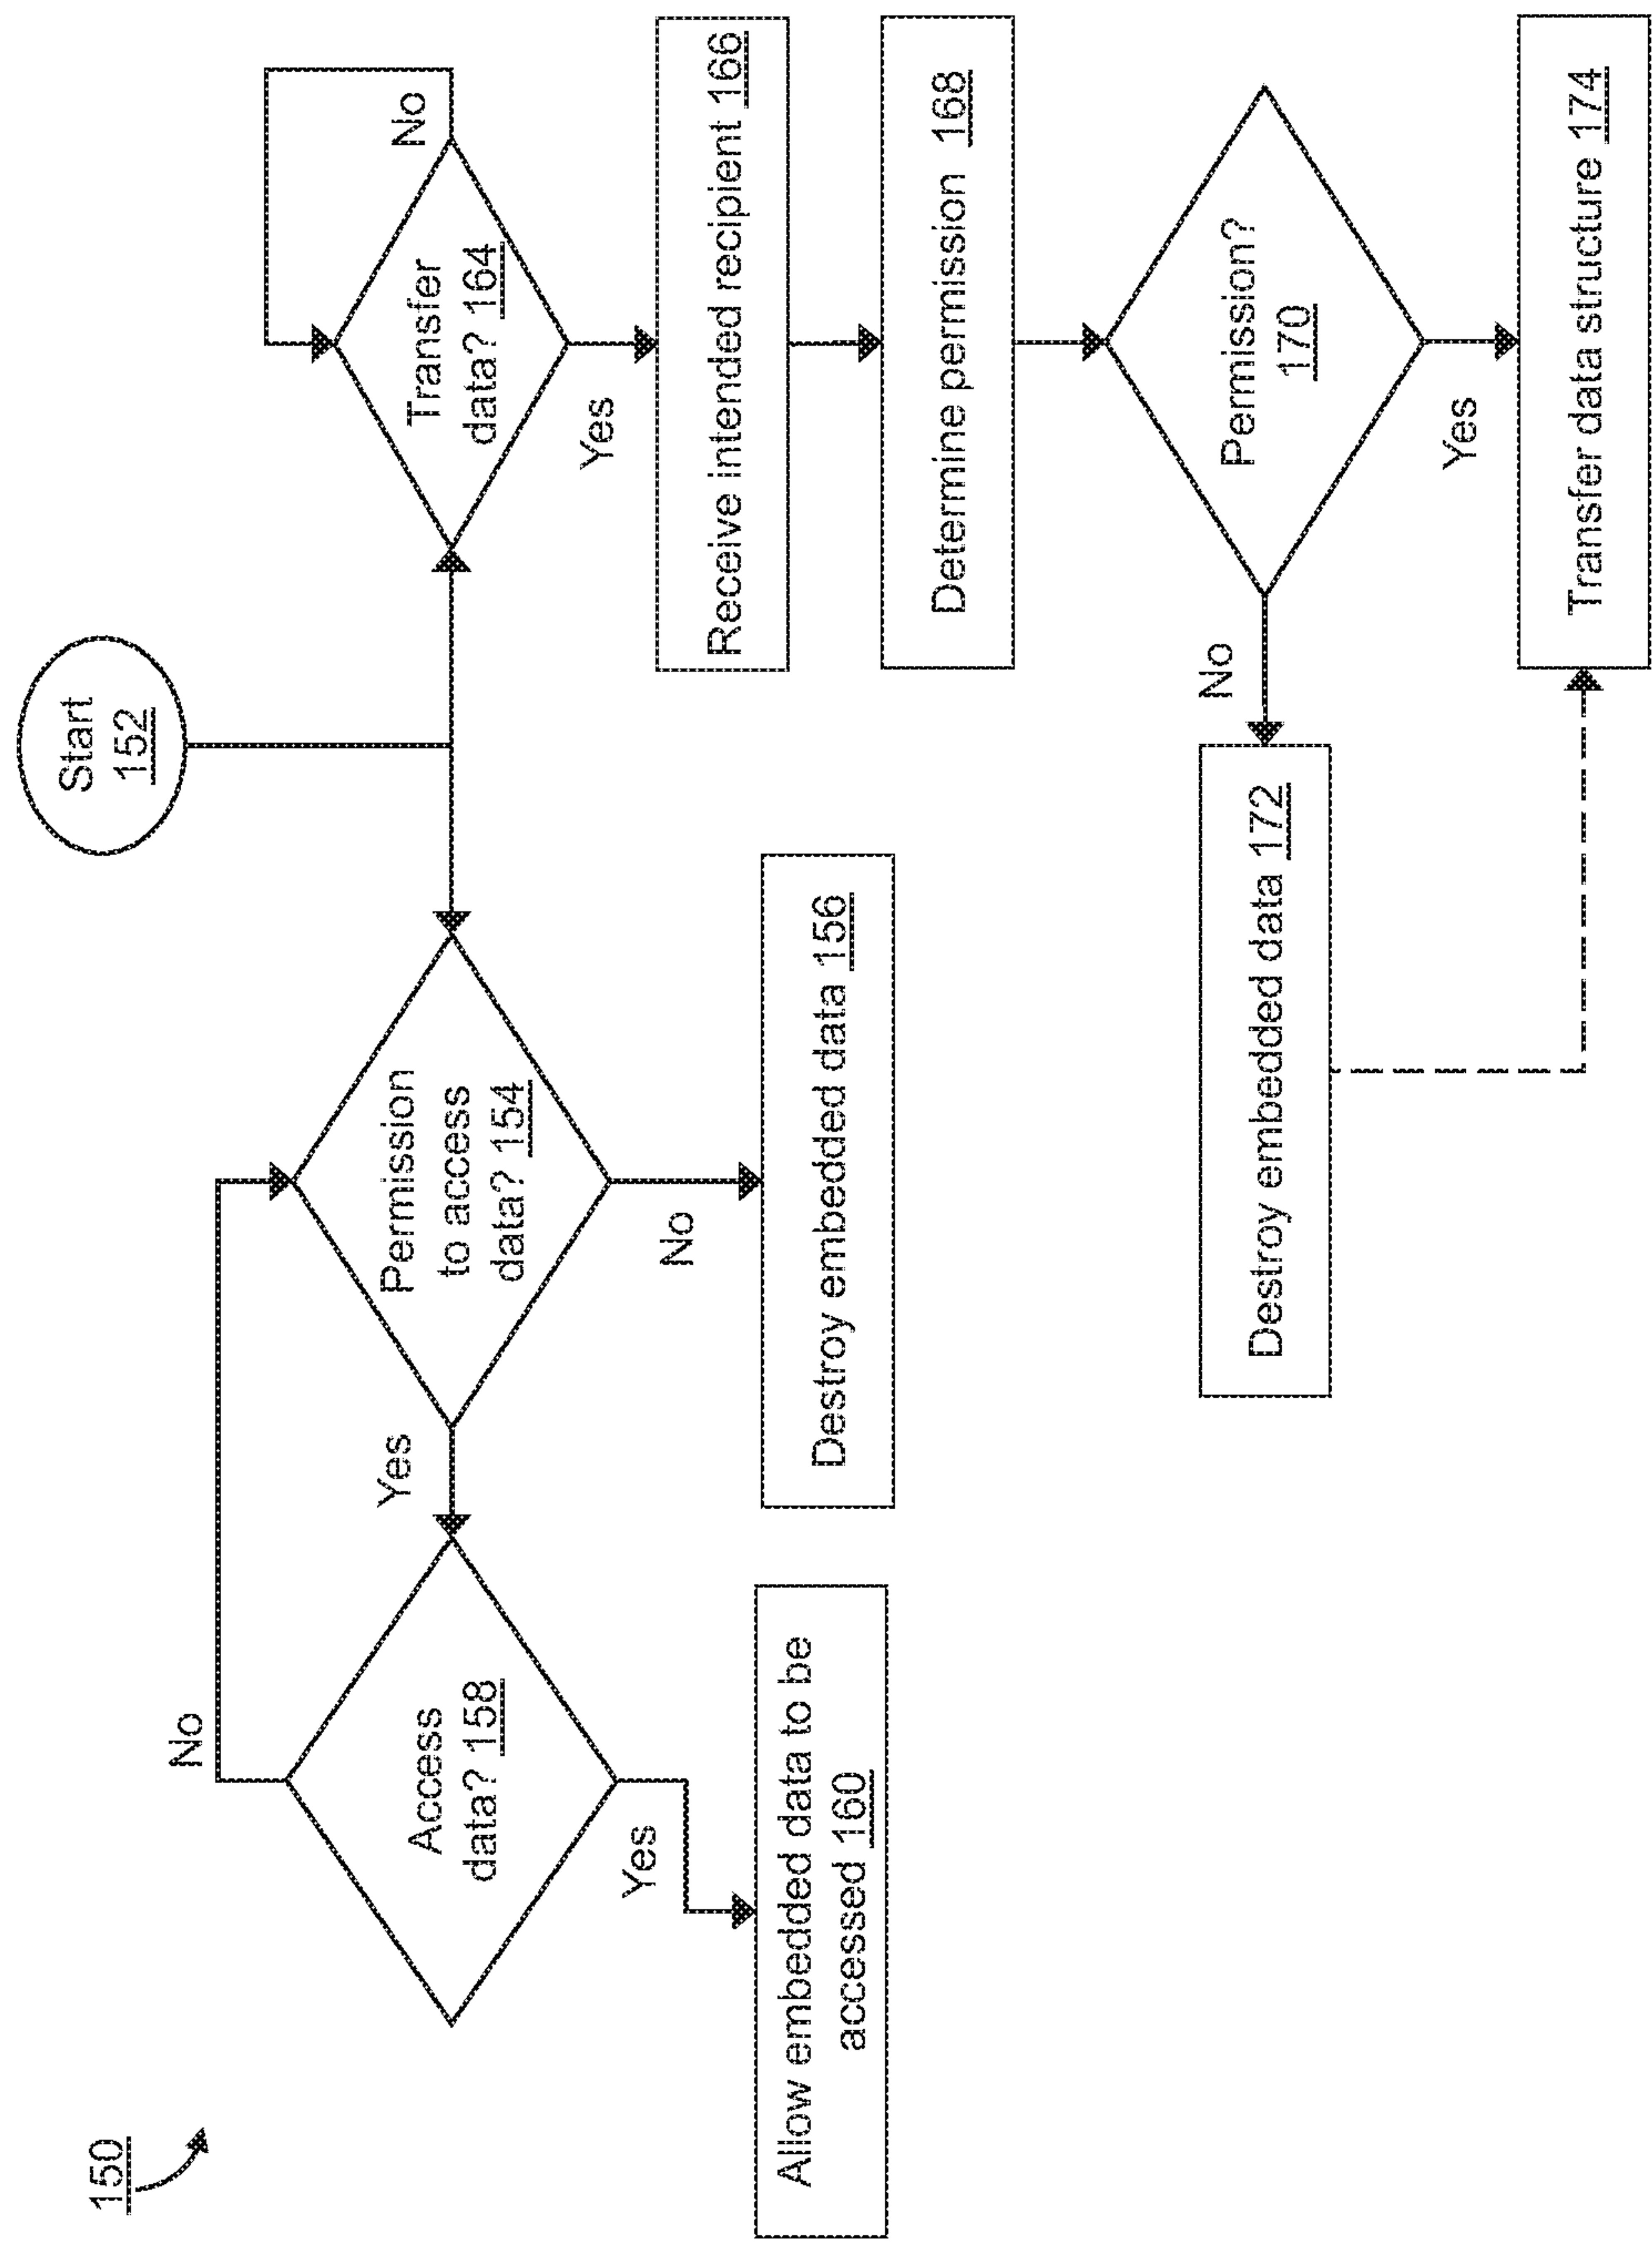 150
Start
152
No
Access
data? 158
Yes
Allow embedded data to be
accessed 160
Yes
Permission
to access
data? 154
No
Destroy embedded data 156
Transfer
data? 164
No
Yes
Receive intended recipient 166
Determine permission 168
Permission?
170
No
Destroy embedded data 172
Yes
Transfer data structure 174